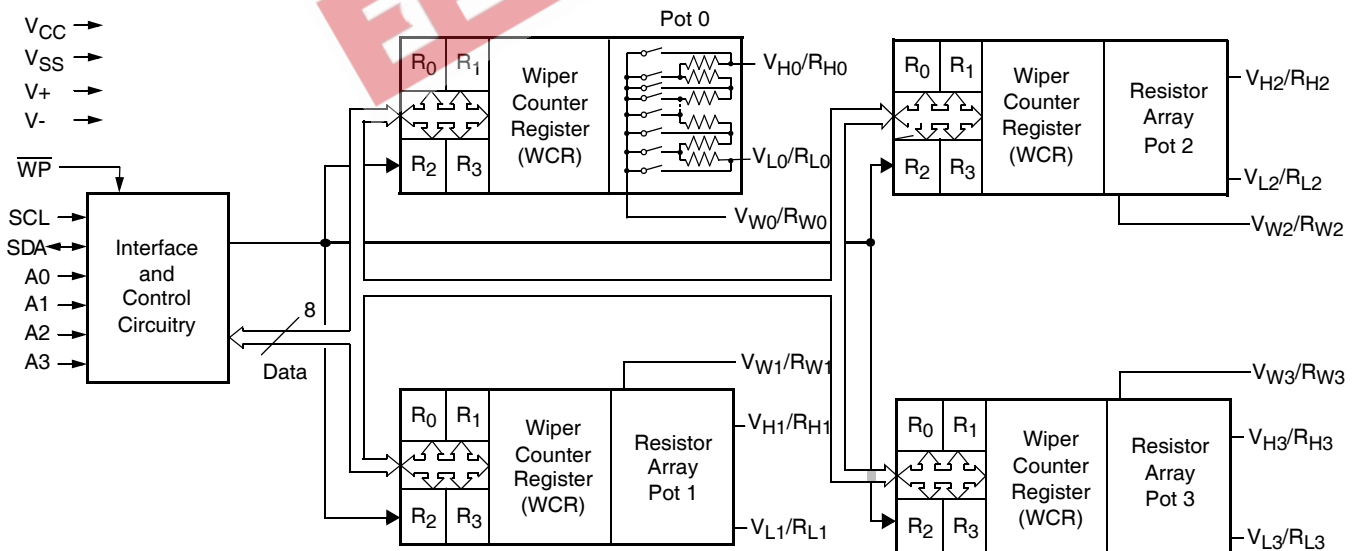 V_CC
V_SS
V+
V-
WP
SCL
SDA
A0
A1
A2
A3
Interface
and
Control
Circuitry
8
Data
Pot 0
R0 R1
R2 R3
Wiper
Counter
Register
(WCR)
VH0/RH0
VL0/RL0
VW0/RW0
R0 R1
R2 R3
Wiper
Counter
Register
(WCR)
Resistor
Array
Pot 2
VH2/RH2
VL2/RL2
VW2/RW2
VW1/RW1
R0 R1
R2 R3
Wiper
Counter
Register
(WCR)
Resistor
Array
Pot 1
VH1/RH1
VL1/RL1
VW3/RW3
R0 R1
R2 R3
Wiper
Counter
Register
(WCR)
Resistor
Array
Pot 3
VH3/RH3
VL3/RL3